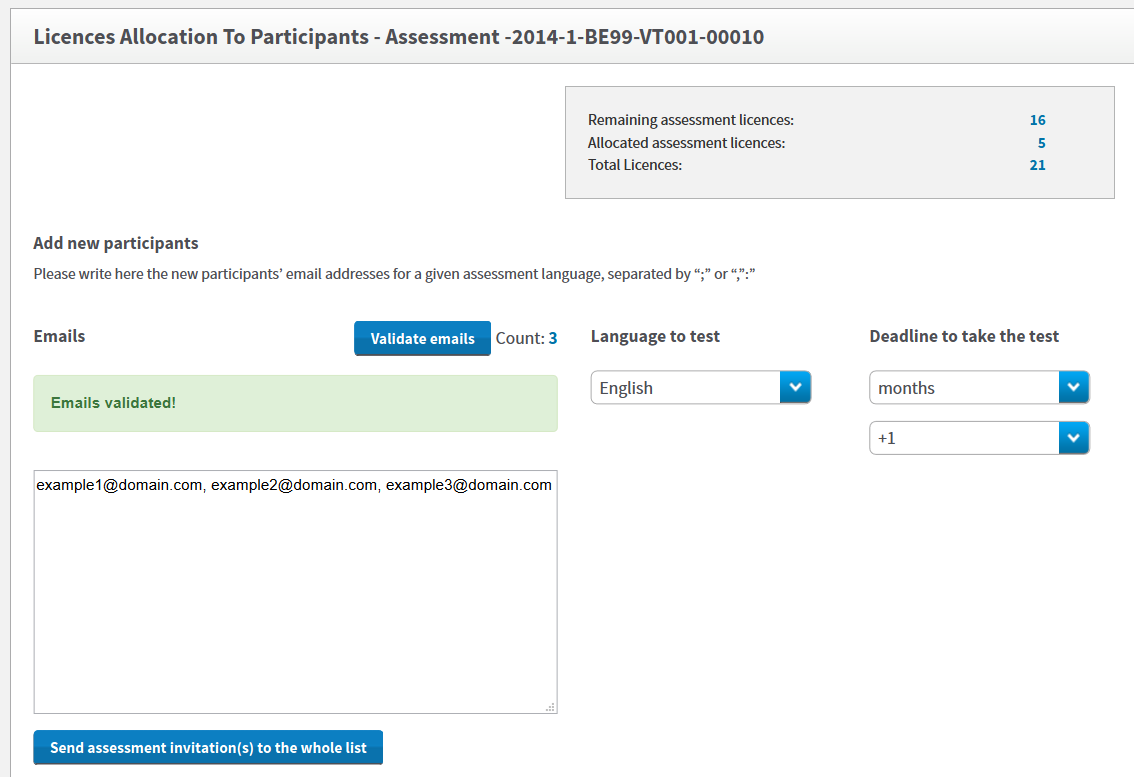 Licences Allocation To Participants - Assessment -2014-1-BE99-VT001-00010
Remaining assessment licences: 16
Allocated assessment licences: 5
Total Licences: 21
Add new participants
Please write here the new participants’ email addresses for a given assessment language, separated by “;” or “,”:”
Emails Validate emails Count: 3 Language to test Deadline to take the test
English months
Emails validated!
+1
example1@domain.com, example2@domain.com, example3@domain.com
Send assessment invitation(s) to the whole list